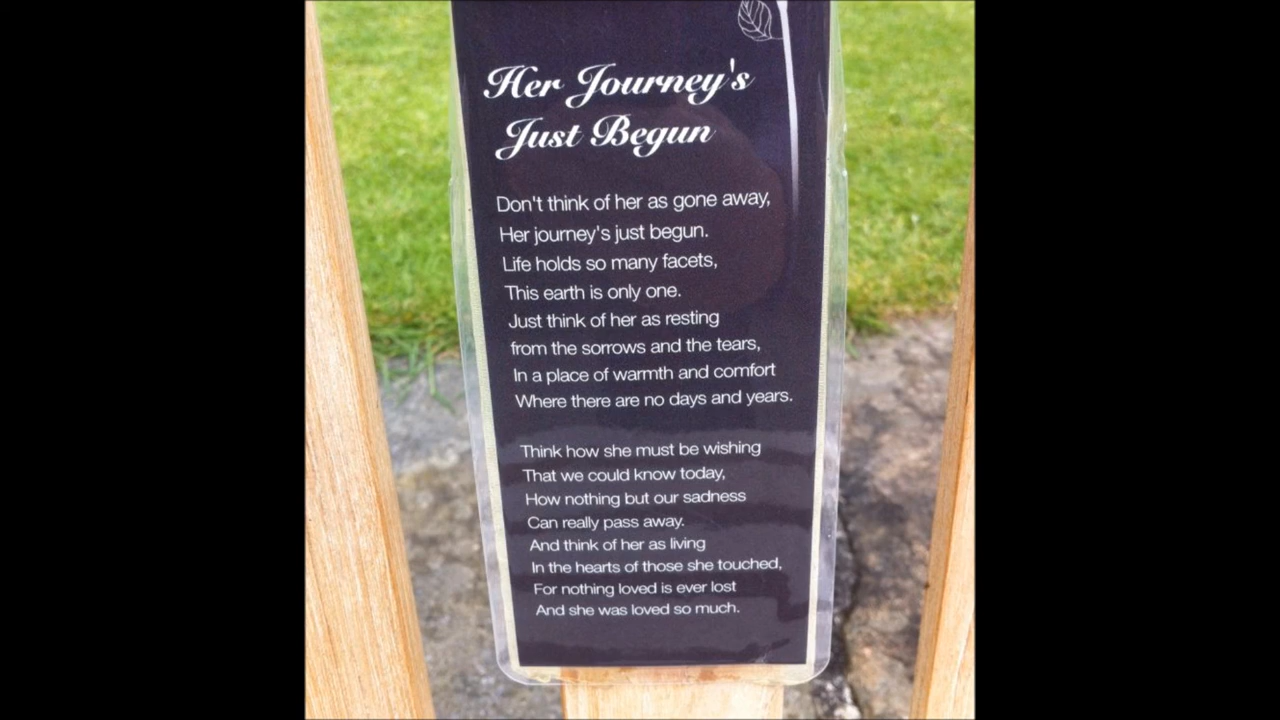 Her Journey's
Just Begun
Don't think of her as gone away,
Her journey's just begun.
Life holds so many facets,
This earth is only one.
Just think of her as resting
from the sorrows and the tears,
In a place of warmth and comfort
Where there are no days and years.
Think how she must be wishing
That we could know today,
How nothing but our sadness
Can really pass away.
And think of her as living
In the hearts of those she touched,
For nothing loved is ever lost
And she was loved so much.